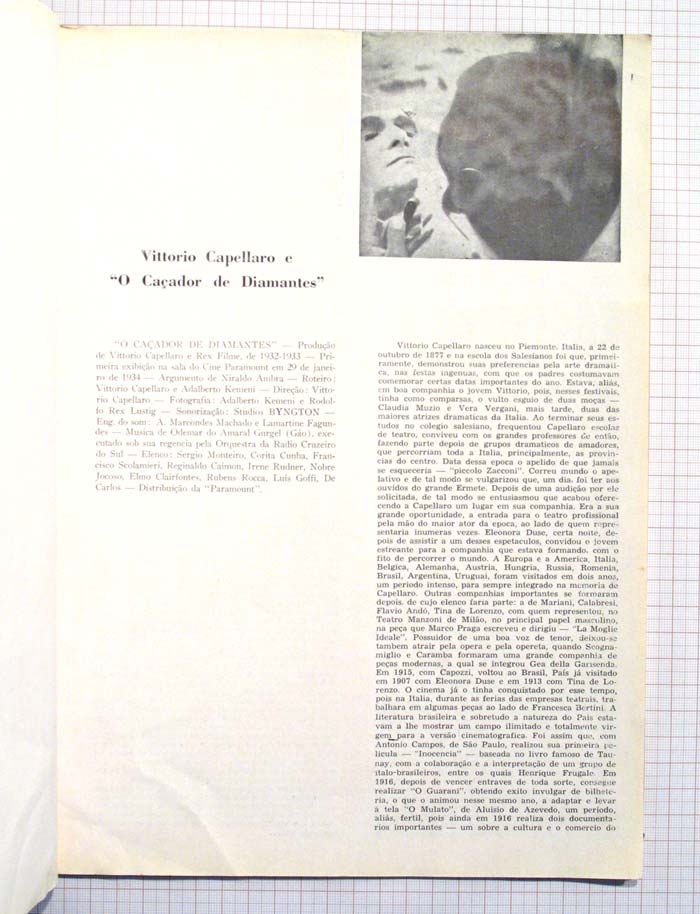 Vittorio Capellaro e
"O Caçador de Diamantes"
"O CAÇADOR DE DIAMANTES" — Produção
de Vittorio Capellaro e Rex Filme, de 1932-1933 — Pri-
meira exibição na sala do Cine Paramount em 29 de janei-
ro de 1934 — Argumento de Niraldo Ambra — Roteiro:
Vittorio Capellaro e Adalberto Kemeni — Direção: Vitto-
rio Capellaro — Fotografia: Adalberto Kemeni e Rodol-
fo Rex Lustig — Sonorização: Studios BYNGTON —
Eng. do som: A. Marcondes Machado e Lamartine Fagun-
des — Musica de Odemar do Amaral Gurgel (Gáo), exe-
cutado sob sua regencia pela Orquestra da Radio Cruzeiro
do Sul — Elenco: Sergio Monteiro, Corita Cunha, Fran-
cisco Scolamieri, Reginaldo Caimon, Irene Rudner, Nobre
Jocoso, Elmo Clairfontes, Rubens Rocca, Luis Goffi, De
Carlos — Distribuição da "Paramount".
Vittorio Capellaro nasceu no Piemonte, Italia, a 22 de
outubro de 1877 e na escola dos Salesianos foi que, primei-
ramente, demonstrou suas preferencias pela arte dramati-
ca, nas festas ingenuas, com que os padres costumavam
comemorar certas datas importantes do ano. Estava, aliás,
em boa companhia o jovem Vittorio, pois, nesses festivais,
tinha como comparsas, o vulto esguio de duas moças —
Claudia Muzio e Vera Vergani, mais tarde, duas das
maiores atrizes dramaticas da Italia. Ao terminar seus es-
tudos no colegio salesiano, frequentou Capellaro escolas
de teatro, conviveu com os grandes professores de então,
fazendo parte depois de grupos dramaticos de amadores,
que percorriam toda a Italia, principalmente, as provin-
cias do centro. Data dessa epoca o apelido de que jamais
se esqueceria — "piccolo Zacconi". Correu mundo o ape-
lativo e de tal modo se vulgarizou que, um dia, foi ter aos
ouvidos do grande Ermete. Depois de uma audição por ele
solicitada, de tal modo se entusiasmou que acabou ofere-
cendo a Capellaro um lugar em sua companhia. Era a sua
grande oportunidade, a entrada para o teatro profissional
pela mão do maior ator da epoca, ao lado de quem repre-
sentaria inumeras vezes. Eleonora Duse, certa noite, de-
pois de assistir a um desses espetaculos, convidou o jovem
estreante para a companhia que estava formando, com o
fito de percorrer o mundo. A Europa e a America, Italia,
Belgica, Alemanha, Austria, Hungria, Russia, Romenia,
Brasil, Argentina, Uruguai, foram visitados em dois anos,
um periodo intenso, para sempre integrado na memoria de
Capellaro. Outras companhias importantes se formaram
depois, de cujo elenco faria parte: a de Mariani, Calabresi,
Flavio Andó, Tina de Lorenzo, com quem representou, no
Teatro Manzoni de Milão, no principal papel masculino,
na peça que Marco Praga escreveu e dirigiu — "La Moglie
Ideale". Possuidor de uma boa voz de tenor, deixou-se
tambem atrair pela opera e pela opereta, quando Scogna-
miglio e Caramba formaram uma grande companhia de
peças modernas, a qual se integrou Gea della Garisenda.
Em 1915, com Capozzi, voltou ao Brasil, País já visitado
em 1907 com Eleonora Duse e em 1913 com Tina de Lo-
renzo. O cinema já o tinha conquistado por esse tempo,
pois na Italia, durante as ferias das empresas teatrais, tra-
balhara em algumas peças ao lado de Francesca Bertini. A
literatura brasileira e sobretudo a natureza do Pais esta-
vam a lhe mostrar um campo ilimitado e totalmente vir-
gem para a versão cinematografica. Foi assim que, com
Antonio Campos, de São Paulo, realizou sua primeira pe-
licula — "Inocencia" — baseada no livro famoso de Tau-
nay, com a colaboração e a interpretação de um grupo de
italo-brasileiros, entre os quais Henrique Frugale. Em
1916, depois de vencer entraves de toda sorte, consegue
realizar "O Guarani", obtendo exito invulgar de bilhete-
ria, o que o animou nesse mesmo ano, a adaptar e levar
à tela "O Mulato", de Aluisio de Azevedo, um periodo,
aliás, fertil, pois ainda em 1916 realiza dois documenta-
rios importantes — um sobre a cultura e o comercio do